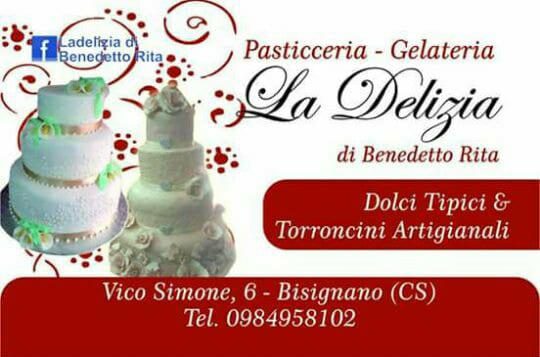 Ladelizia di
Benedetto Rita
Pasticceria - Gelateria
La Delizia
di Benedetto Rita
Dolci Tipici &
Torroncini Artigianali
Vico Simone, 6 - Bisignano (CS)
Tel. 0984958102